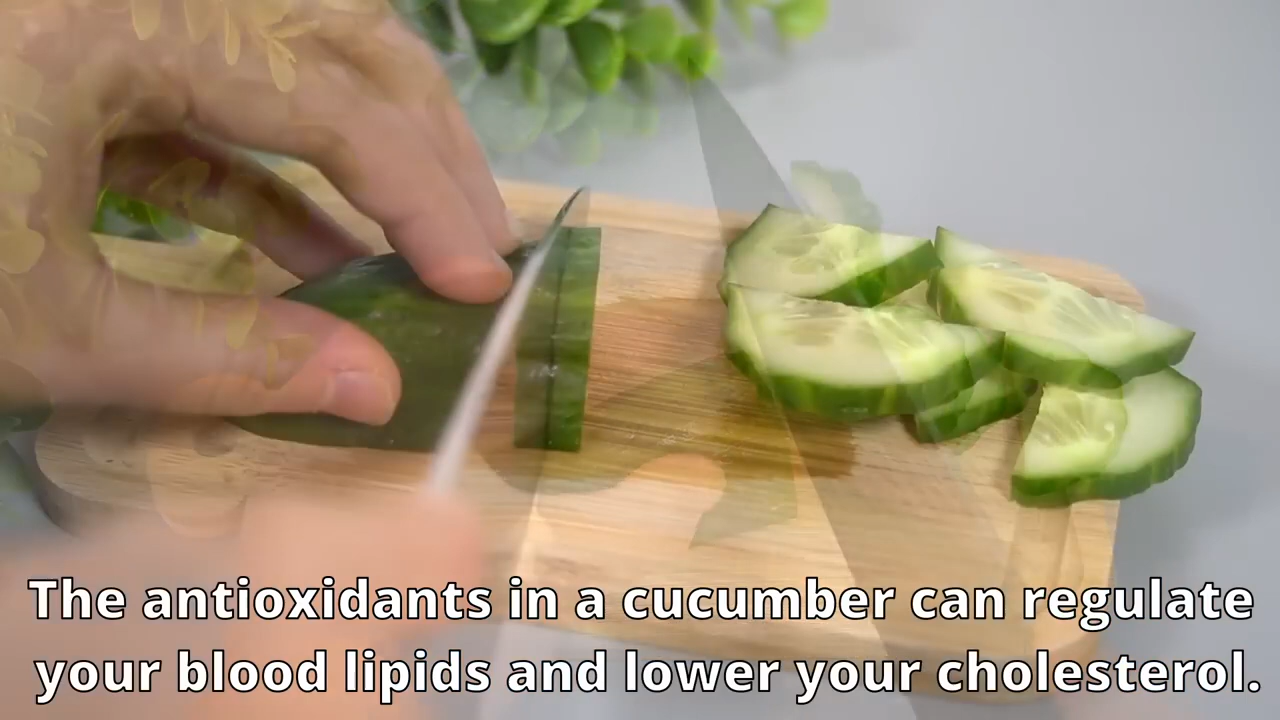 The antioxidants in a cucumber can regulate
your blood lipids and lower your cholesterol.